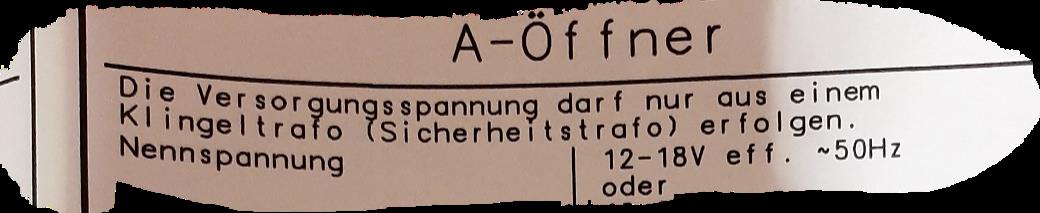 A-Öffner
Die Versorgungsspannung darf nur aus einem
Klingeltrafo (Sicherheitstrafo) erfolgen.
Nennspannung 12-18V eff. ~50Hz
oder